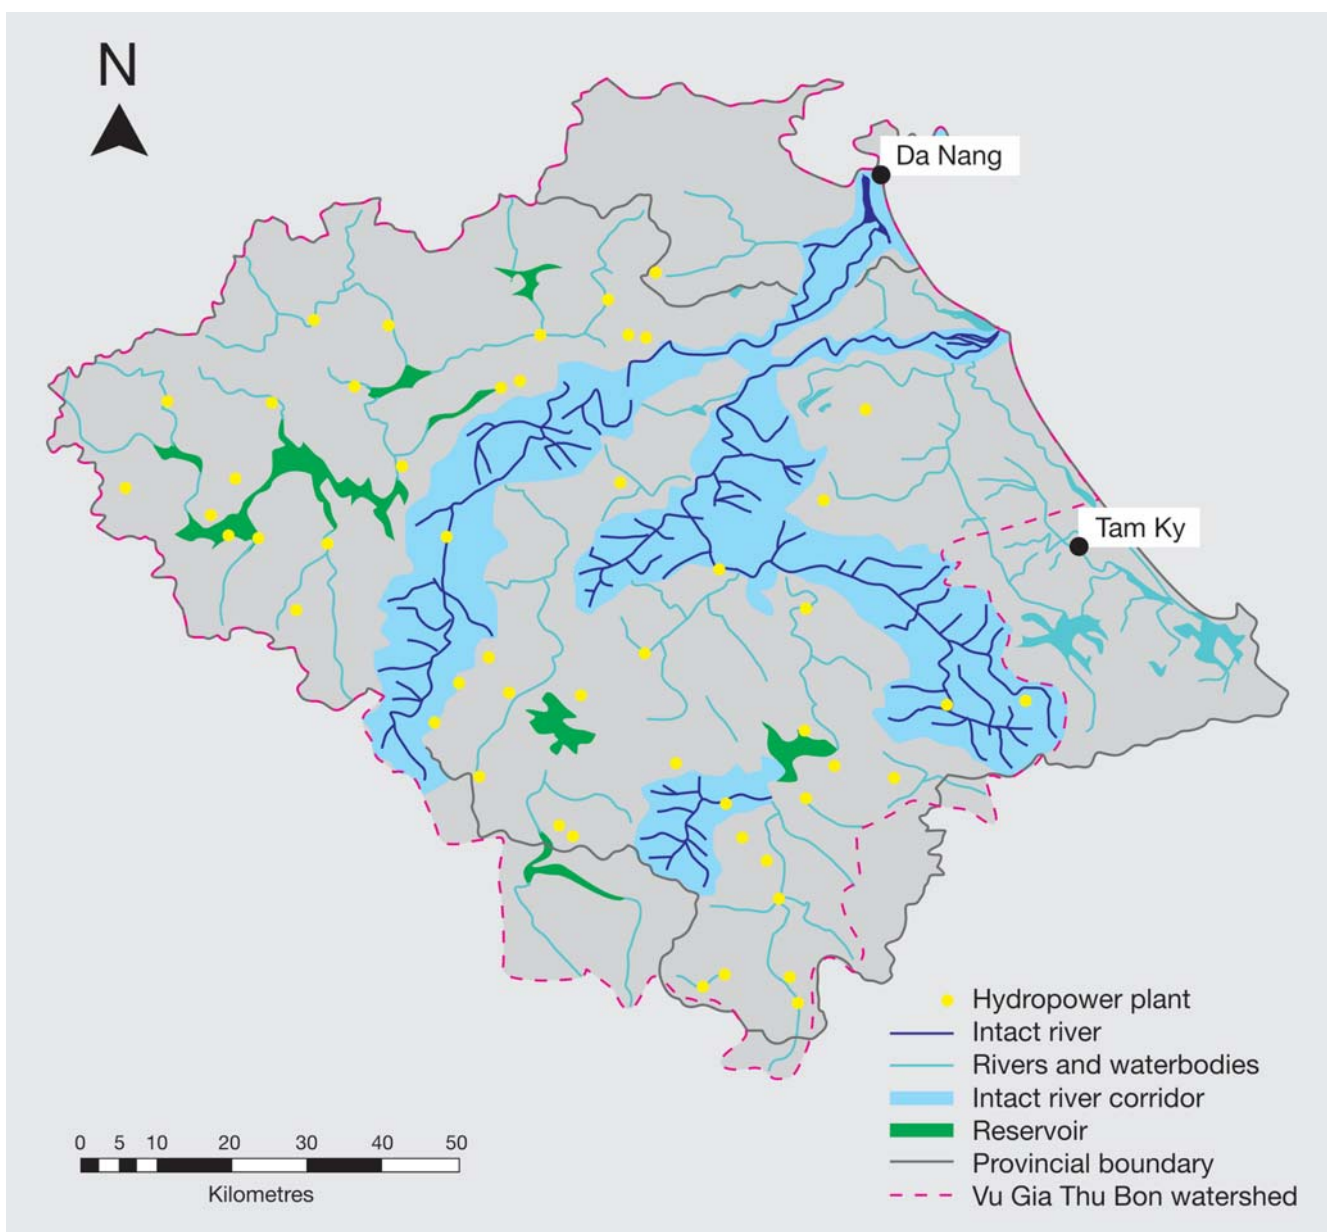 N
Da Nang
Tam Ky
Hydropower plant
Intact river
Rivers and waterbodies
Intact river corridor
Reservoir
Provincial boundary
Vu Gia Thu Bon watershed
0 5 10 20 30 40 50
Kilometres